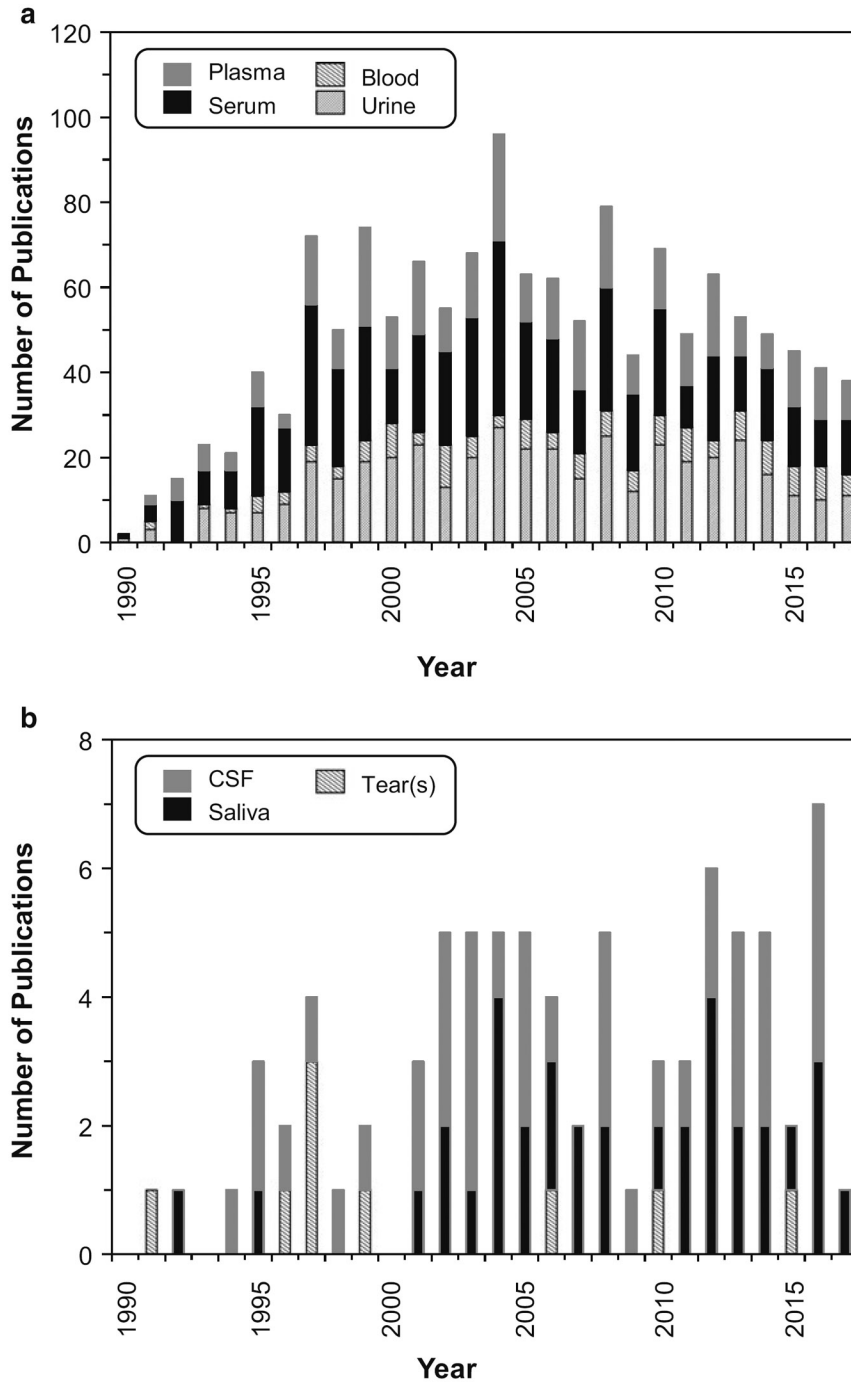 a
120
100
80
60
40
20
0
Number of Publications
Plasma
Serum
Blood
Urine
1990
1995
2000
2005
2010
2015
Year
b
8
6
4
2
0
Number of Publications
CSF
Saliva
Tear(s)
1990
1995
2000
2005
2010
2015
Year